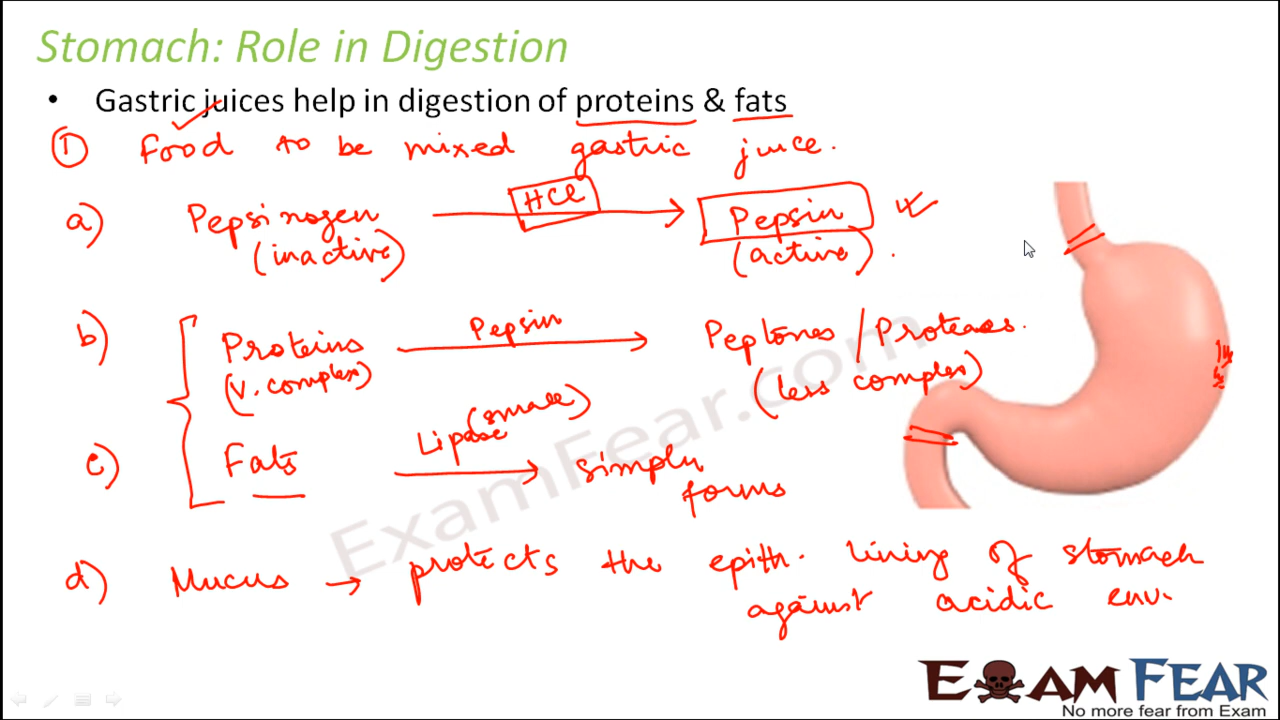 Stomach: Role in Digestion
• Gastric juices help in digestion of proteins & fats
① Food to be mixed gastric juice.
a) Pepsinogen HCl Pepsin
(inactive) (active).
b) Proteins Pepsin Peptones / Proteoses.
(V. complex) (less complex)
c) Fats Lipase (small) simpler
forms
d) Mucus → protects the epith. lining of stomach
against acidic env.
ExamFear.com
EXAM FEAR
No more fear from Exam